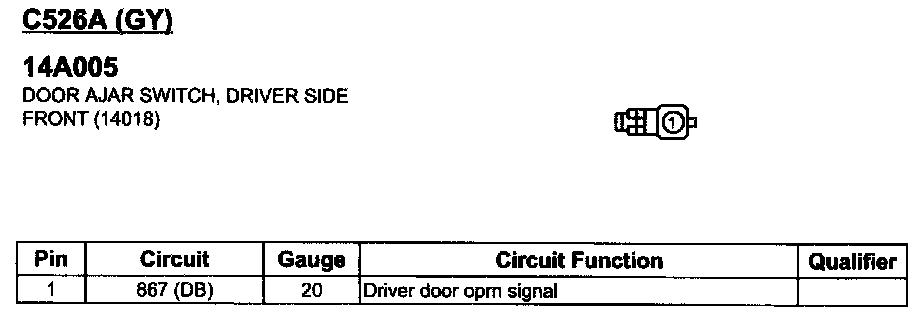 C526A (GY)
14A005
DOOR AJAR SWITCH, DRIVER SIDE
FRONT (14018)
1
Pin Circuit Gauge Circuit Function Qualifier
1 867 (DB) 20 Driver door oprn signal